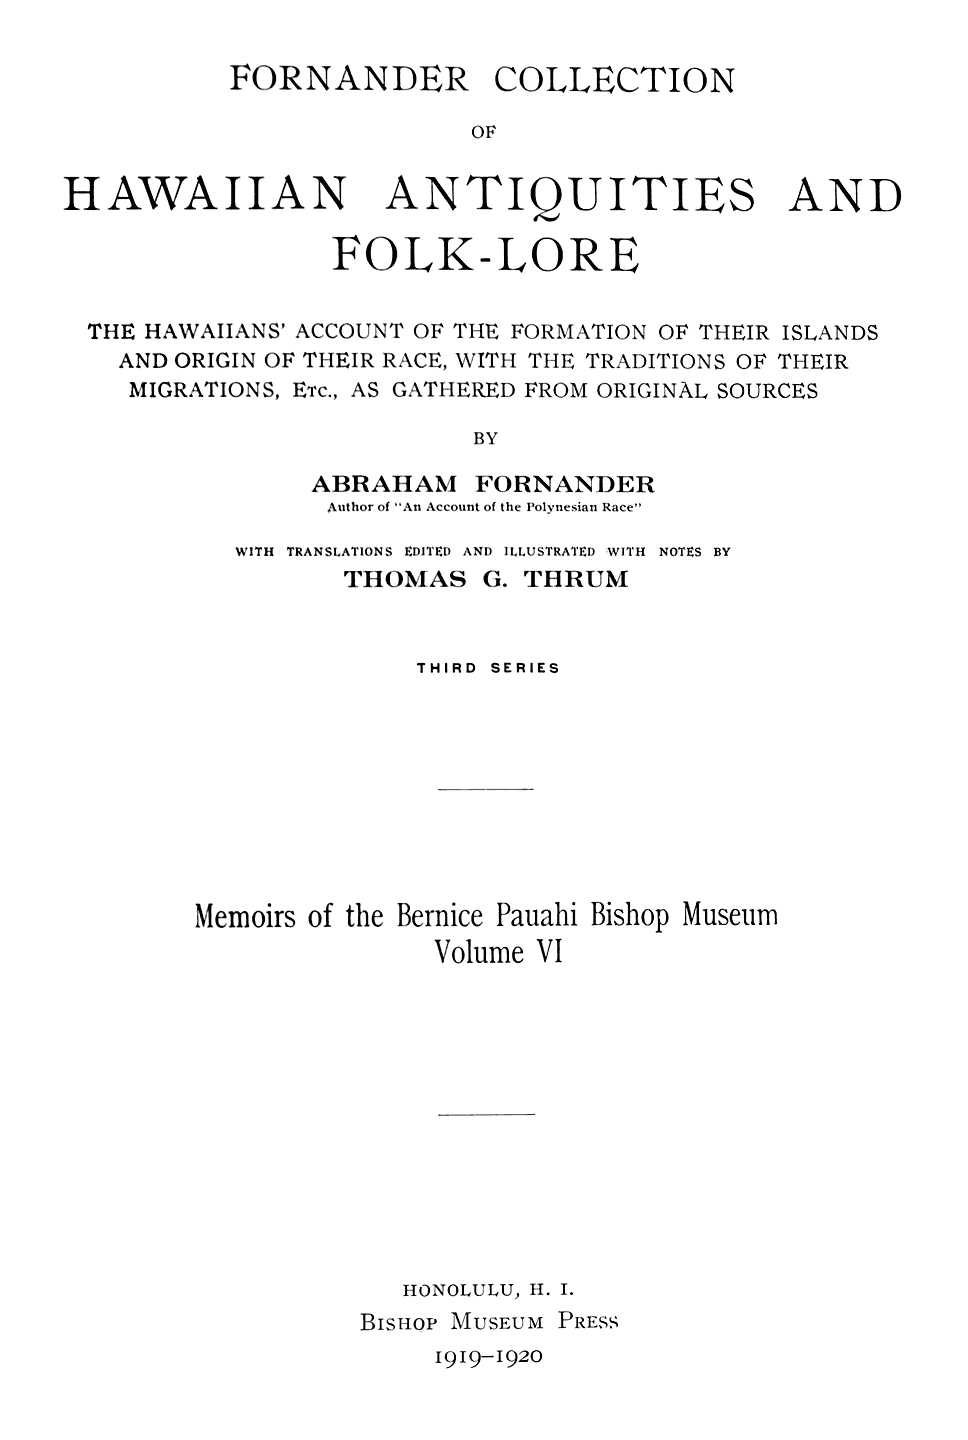 FORNANDER COLLECTION
OF
HAWAIIAN ANTIQUITIES AND
FOLK-LORE
THE HAWAIIANS' ACCOUNT OF THE FORMATION OF THEIR ISLANDS
AND ORIGIN OF THEIR RACE, WITH THE TRADITIONS OF THEIR
MIGRATIONS, ETC., AS GATHERED FROM ORIGINAL SOURCES
BY
ABRAHAM FORNANDER
Author of "An Account of the Polynesian Race"
WITH TRANSLATIONS EDITED AND ILLUSTRATED WITH NOTES BY
THOMAS G. THRUM
THIRD SERIES
Memoirs of the Bernice Pauahi Bishop Museum
Volume VI
HONOLULU, H. I.
BISHOP MUSEUM PRESS
1919–1920